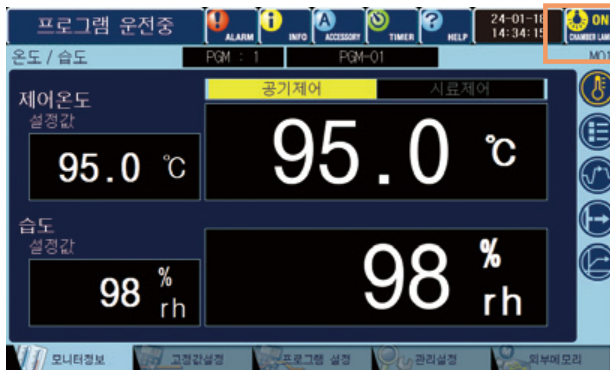 프로그램 운전중
ALARM
INFO
ACCESSORY
TIMER
HELP
24-01-18
14:34:15
ON
CHAMBER LAMP
온도 / 습도
PGM : 1
PGM-01
공기제어
시료제어
제어온도
설정값
95.0 ℃
95.0 ℃
습도
설정값
98 % rh
98 % rh
모니터정보
고정값설정
프로그램 설정
관리설정
외부메모리